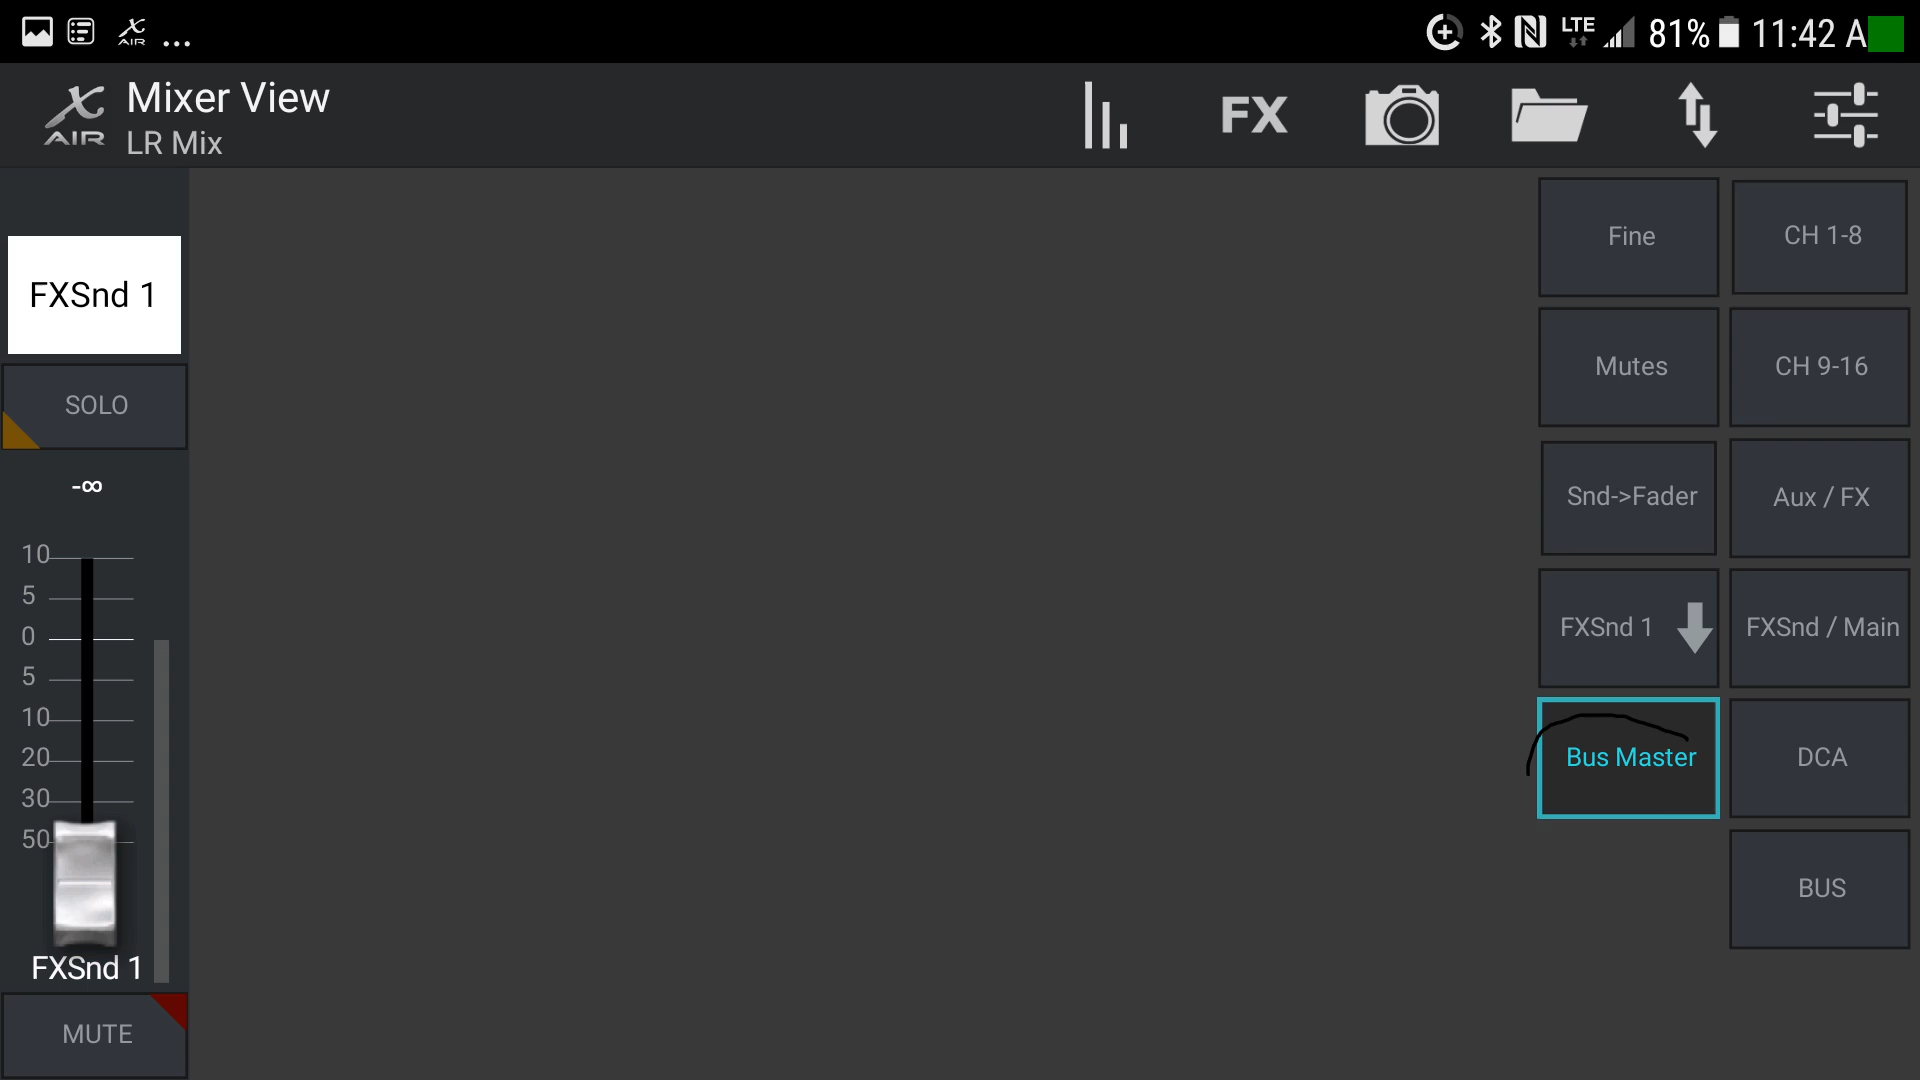 X AIR ...
LTE 81% 11:42 A
X AIR
Mixer View
LR Mix
FX
FXSnd 1
SOLO
-∞
10
5
0
5
10
20
30
50
FXSnd 1
MUTE
Fine
CH 1-8
Mutes
CH 9-16
Snd->Fader
Aux / FX
FXSnd 1
FXSnd / Main
Bus Master
DCA
BUS